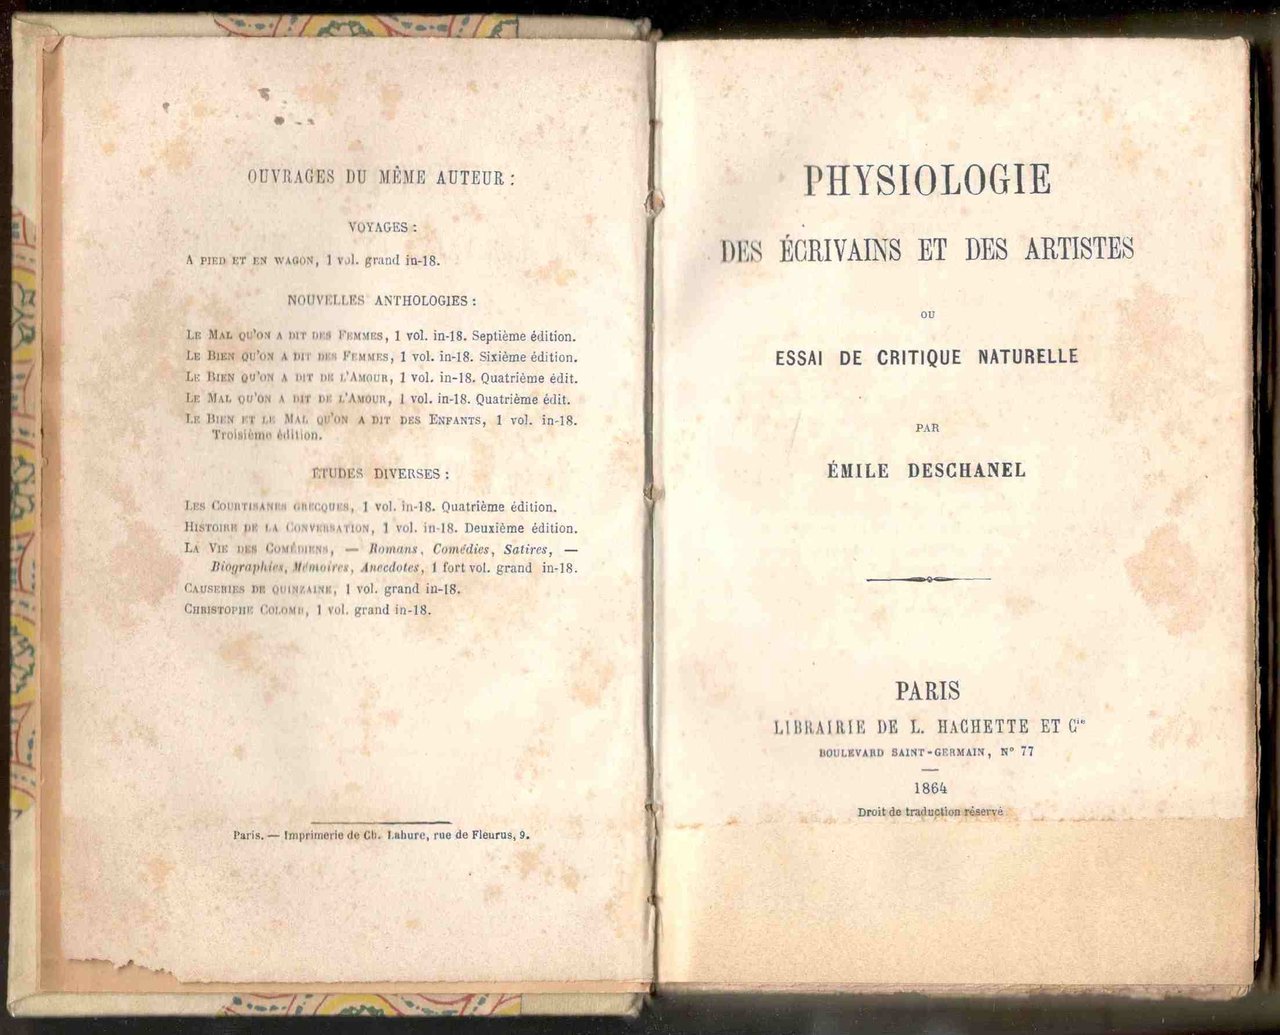 OUVRAGES DU MÊME AUTEUR :
VOYAGES :
A PIED ET EN WAGON, 1 vol. grand in-18.
NOUVELLES ANTHOLOGIES :
LE MAL QU'ON A DIT DES FEMMES, 1 vol. in-18. Septième édition.
LE BIEN QU'ON A DIT DES FEMMES, 1 vol. in-18. Sixième édition.
LE BIEN QU'ON A DIT DE L'AMOUR, 1 vol. in-18. Quatrième édit.
LE MAL QU'ON A DIT DE L'AMOUR, 1 vol. in-18. Quatrième édit.
LE BIEN ET LE MAL QU'ON A DIT DES ENFANTS, 1 vol. in-18.
Troisième édition.
ÉTUDES DIVERSES :
LES COURTISANES GRECQUES, 1 vol. in-18. Quatrième édition.
HISTOIRE DE LA CONVERSATION, 1 vol. in-18. Deuxième édition.
LA VIE DES COMÉDIENS, — Romans, Comédies, Satires, —
Biographies, Mémoires, Anecdotes, 1 fort vol. grand in-18.
CAUSERIES DE QUINZAINE, 1 vol. grand in-18.
CHRISTOPHE COLOMB, 1 vol. grand in-18.
Paris. — Imprimerie de Ch. Lahure, rue de Fleurus, 9.
PHYSIOLOGIE
DES ÉCRIVAINS ET DES ARTISTES
OU
ESSAI DE CRITIQUE NATURELLE
PAR
ÉMILE DESCHANEL
PARIS
LIBRAIRIE DE L. HACHETTE ET Cie
BOULEVARD SAINT-GERMAIN, N° 77
1864
Droit de traduction réservé